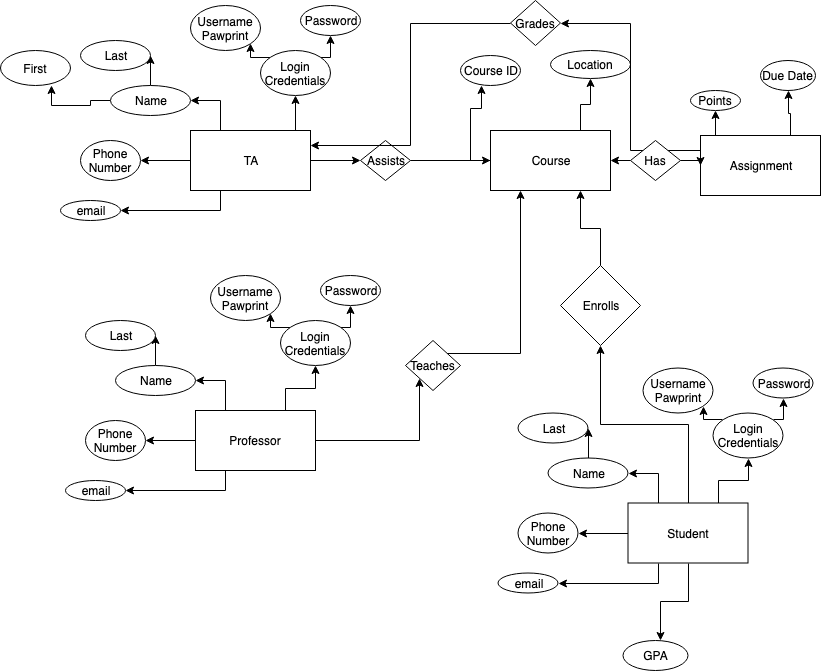 Grades
Username
Pawprint
Password
Last
First
Login
Credentials
Name
Location
Course ID
Due Date
Points
Phone
Number
TA
Assists
Course
Has
Assignment
email
Username
Pawprint
Password
Enrolls
Last
Login
Credentials
Teaches
Name
Username
Pawprint
Password
Phone
Number
Professor
Last
Login
Credentials
Name
email
Phone
Number
Student
email
GPA